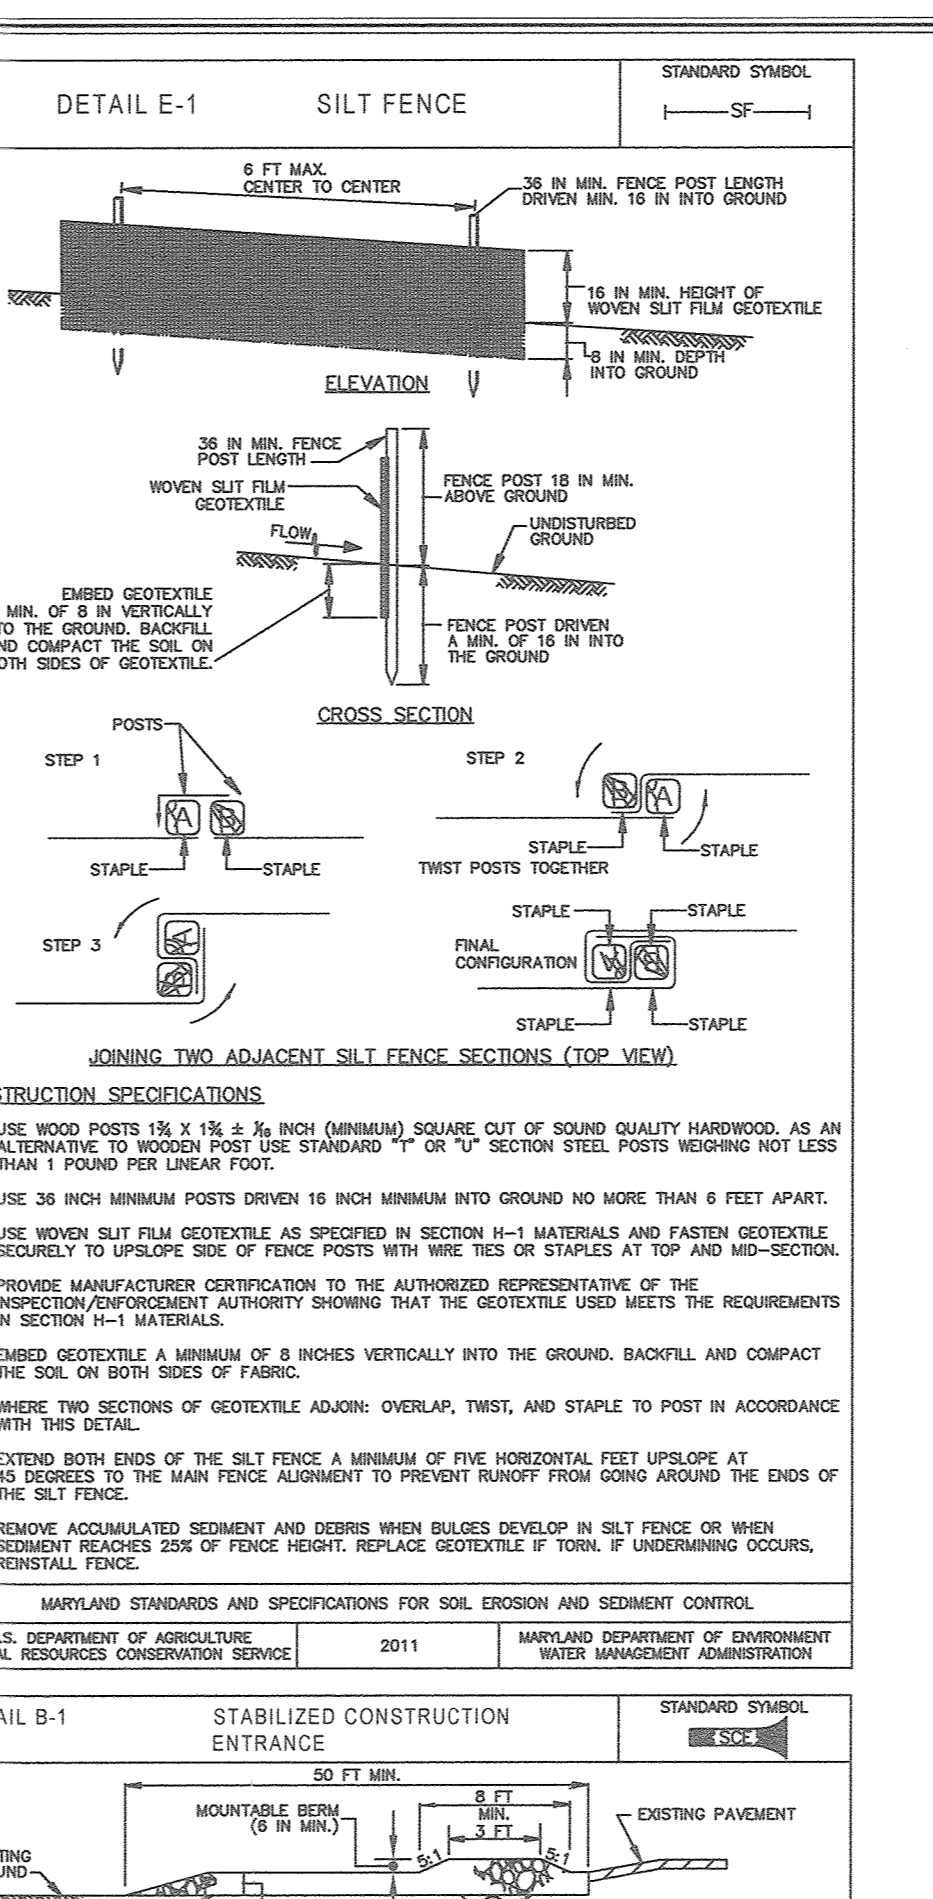 DETAIL E-1 SILT FENCE
STANDARD SYMBOL
SF
6 FT MAX.
CENTER TO CENTER
36 IN MIN. FENCE POST LENGTH
DRIVEN MIN. 16 IN INTO GROUND
16 IN MIN. HEIGHT OF
WOVEN SLIT FILM GEOTEXTILE
8 IN MIN. DEPTH
INTO GROUND
ELEVATION
36 IN MIN. FENCE
POST LENGTH
WOVEN SLIT FILM
GEOTEXTILE
FLOW
FENCE POST 18 IN MIN.
ABOVE GROUND
UNDISTURBED
GROUND
EMBED GEOTEXTILE
MIN. OF 8 IN VERTICALLY
TO THE GROUND. BACKFILL
ND COMPACT THE SOIL ON
OTH SIDES OF GEOTEXTILE.
FENCE POST DRIVEN
A MIN. OF 16 IN INTO
THE GROUND
CROSS SECTION
POSTS
STEP 1
A B
STAPLE STAPLE
STEP 2
B A
STAPLE STAPLE
TWIST POSTS TOGETHER
STEP 3
A
B
STAPLE STAPLE
FINAL
CONFIGURATION
A B
STAPLE STAPLE
JOINING TWO ADJACENT SILT FENCE SECTIONS (TOP VIEW)
STRUCTION SPECIFICATIONS
USE WOOD POSTS 1¾ X 1¾ ± 1/16 INCH (MINIMUM) SQUARE CUT OF SOUND QUALITY HARDWOOD. AS AN
ALTERNATIVE TO WOODEN POST USE STANDARD "T" OR "U" SECTION STEEL POSTS WEIGHING NOT LESS
THAN 1 POUND PER LINEAR FOOT.
USE 36 INCH MINIMUM POSTS DRIVEN 16 INCH MINIMUM INTO GROUND NO MORE THAN 6 FEET APART.
USE WOVEN SLIT FILM GEOTEXTILE AS SPECIFIED IN SECTION H-1 MATERIALS AND FASTEN GEOTEXTILE
SECURELY TO UPSLOPE SIDE OF FENCE POSTS WITH WIRE TIES OR STAPLES AT TOP AND MID-SECTION.
PROVIDE MANUFACTURER CERTIFICATION TO THE AUTHORIZED REPRESENTATIVE OF THE
INSPECTION/ENFORCEMENT AUTHORITY SHOWING THAT THE GEOTEXTILE USED MEETS THE REQUIREMENTS
IN SECTION H-1 MATERIALS.
EMBED GEOTEXTILE A MINIMUM OF 8 INCHES VERTICALLY INTO THE GROUND. BACKFILL AND COMPACT
THE SOIL ON BOTH SIDES OF FABRIC.
WHERE TWO SECTIONS OF GEOTEXTILE ADJOIN: OVERLAP, TWIST, AND STAPLE TO POST IN ACCORDANCE
WITH THIS DETAIL
EXTEND BOTH ENDS OF THE SILT FENCE A MINIMUM OF FIVE HORIZONTAL FEET UPSLOPE AT
45 DEGREES TO THE MAIN FENCE ALIGNMENT TO PREVENT RUNOFF FROM GOING AROUND THE ENDS OF
THE SILT FENCE.
REMOVE ACCUMULATED SEDIMENT AND DEBRIS WHEN BULGES DEVELOP IN SILT FENCE OR WHEN
SEDIMENT REACHES 25% OF FENCE HEIGHT. REPLACE GEOTEXTILE IF TORN. IF UNDERMINING OCCURS,
REINSTALL FENCE.
MARYLAND STANDARDS AND SPECIFICATIONS FOR SOIL EROSION AND SEDIMENT CONTROL
.S. DEPARTMENT OF AGRICULTURE
AL RESOURCES CONSERVATION SERVICE
2011
MARYLAND DEPARTMENT OF ENVIRONMENT
WATER MANAGEMENT ADMINISTRATION
AIL B-1 STABILIZED CONSTRUCTION
ENTRANCE
STANDARD SYMBOL
SCE
50 FT MIN.
MOUNTABLE BERM
(6 IN MIN.)
8 FT
MIN.
3 FT
5:1 5:1
EXISTING PAVEMENT
TING
UND